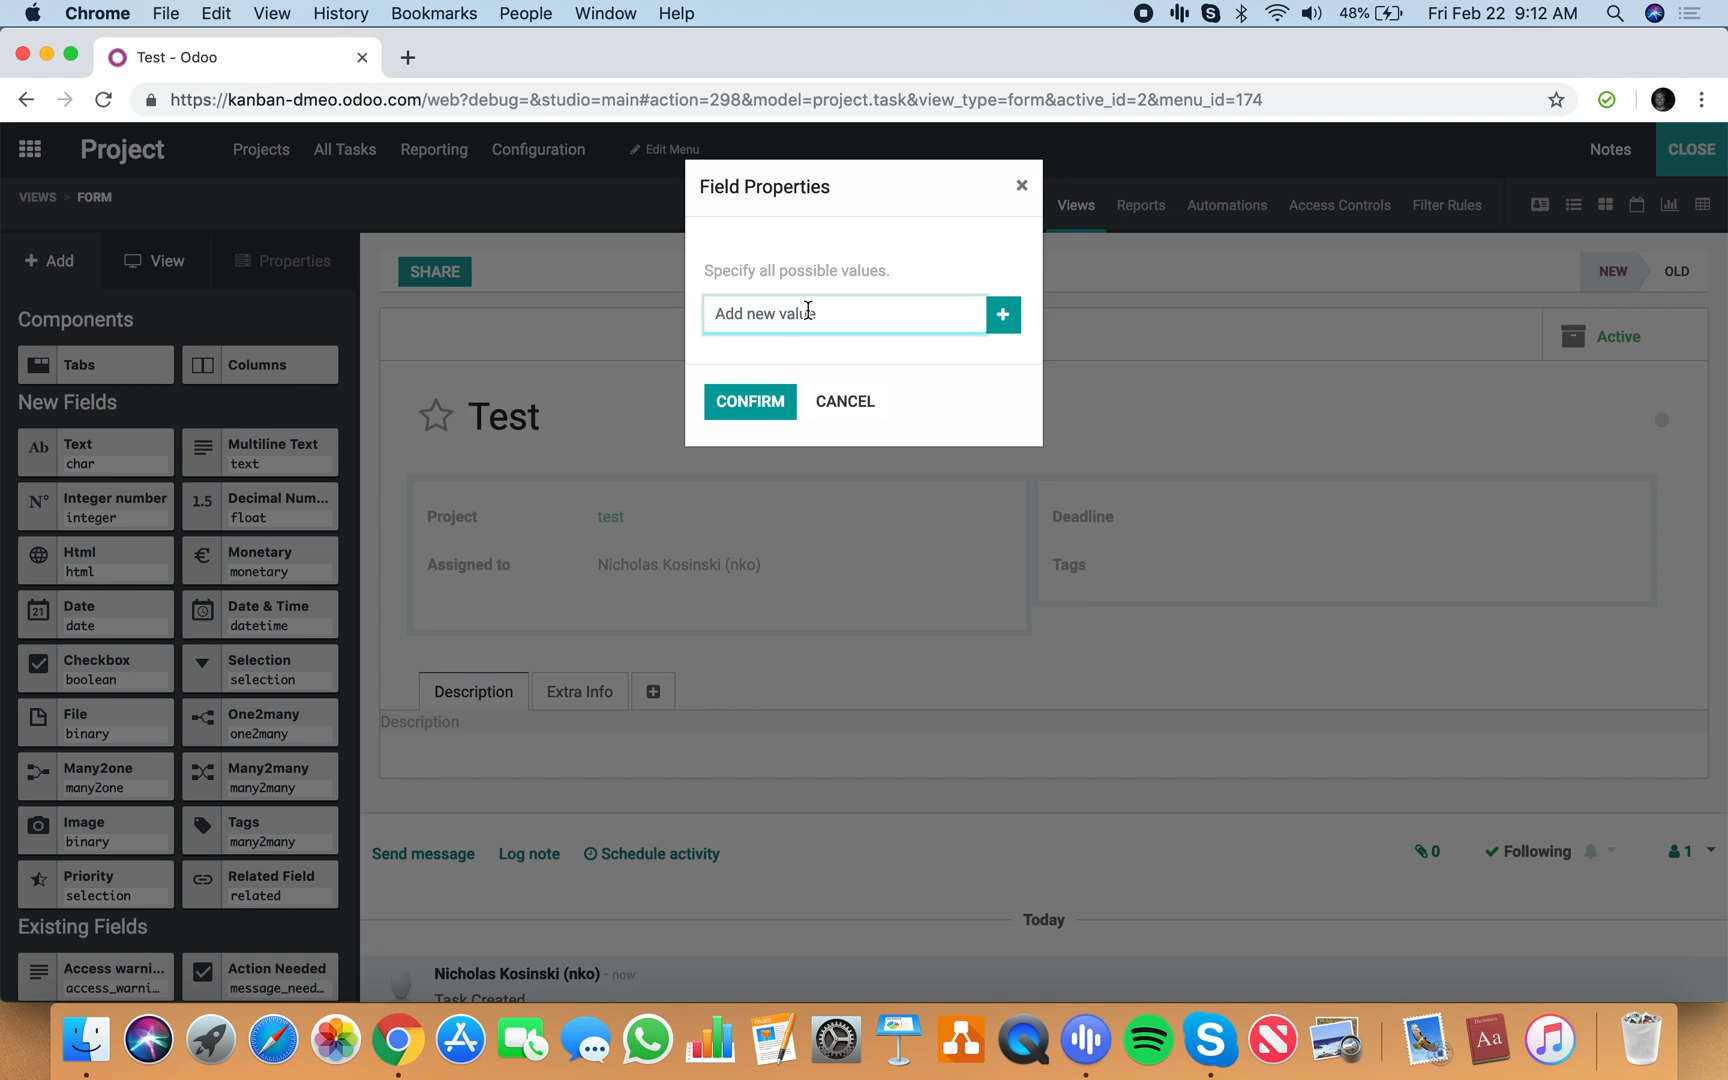 Chrome File Edit View History Bookmarks People Window Help 48% Fri Feb 22 9:12 AM
Test - Odoo
https://kanban-dmeo.odoo.com/web?debug=&studio=main#action=298&model=project.task&view_type=form&active_id=2&menu_id=174
Project Projects All Tasks Reporting Configuration Edit Menu Notes CLOSE
VIEWS > FORM Views Reports Automations Access Controls Filter Rules
+ Add View Properties
Field Properties ×
Specify all possible values.
Add new value +
CONFIRM CANCEL
SHARE NEW OLD
Active
Test
Project test Deadline
Assigned to Nicholas Kosinski (nko) Tags
Description Extra Info
Description
Components
Tabs Columns
New Fields
Ab Text Multiline Text
char text
N° Integer number 1.5 Decimal Num...
integer float
Html € Monetary
html monetary
21 Date Date & Time
date datetime
Checkbox Selection
boolean selection
File One2many
binary one2many
Many2one Many2many
many2one many2many
Image Tags
binary many2many
Priority Related Field
selection related
Existing Fields
Access warni... Action Needed
access_warni... message_need...
Send message Log note Schedule activity 0 Following 1
Today
Nicholas Kosinski (nko) - now
Task Created
PAGES
Aa
Dictionary